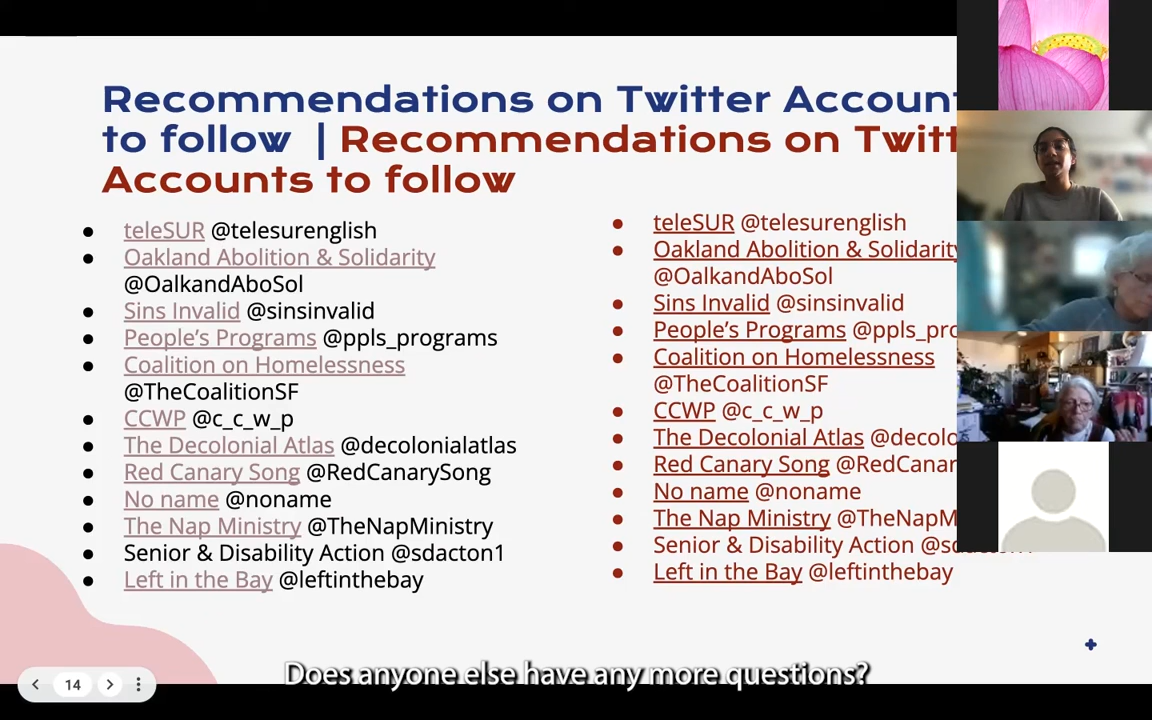 Recommendations on Twitter Account
to follow | Recommendations on Twitt
Accounts to follow
teleSUR @telesurenglish
Oakland Abolition & Solidarity
@OalkandAboSol
Sins Invalid @sinsinvalid
People's Programs @ppls_programs
Coalition on Homelessness
@TheCoalitionSF
CCWP @c_c_w_p
The Decolonial Atlas @decolonialatlas
Red Canary Song @RedCanarySong
No name @noname
The Nap Ministry @TheNapMinistry
Senior & Disability Action @sdacton1
Left in the Bay @leftinthebay
teleSUR @telesurenglish
Oakland Abolition & Solidarity
@OalkandAboSol
Sins Invalid @sinsinvalid
People's Programs @ppls_pro
Coalition on Homelessness
@TheCoalitionSF
CCWP @c_c_w_p
The Decolonial Atlas @decolo
Red Canary Song @RedCanar
No name @noname
The Nap Ministry @TheNapM
Senior & Disability Action
Left in the Bay @leftinthebay
14
Does anyone else have any more questions?